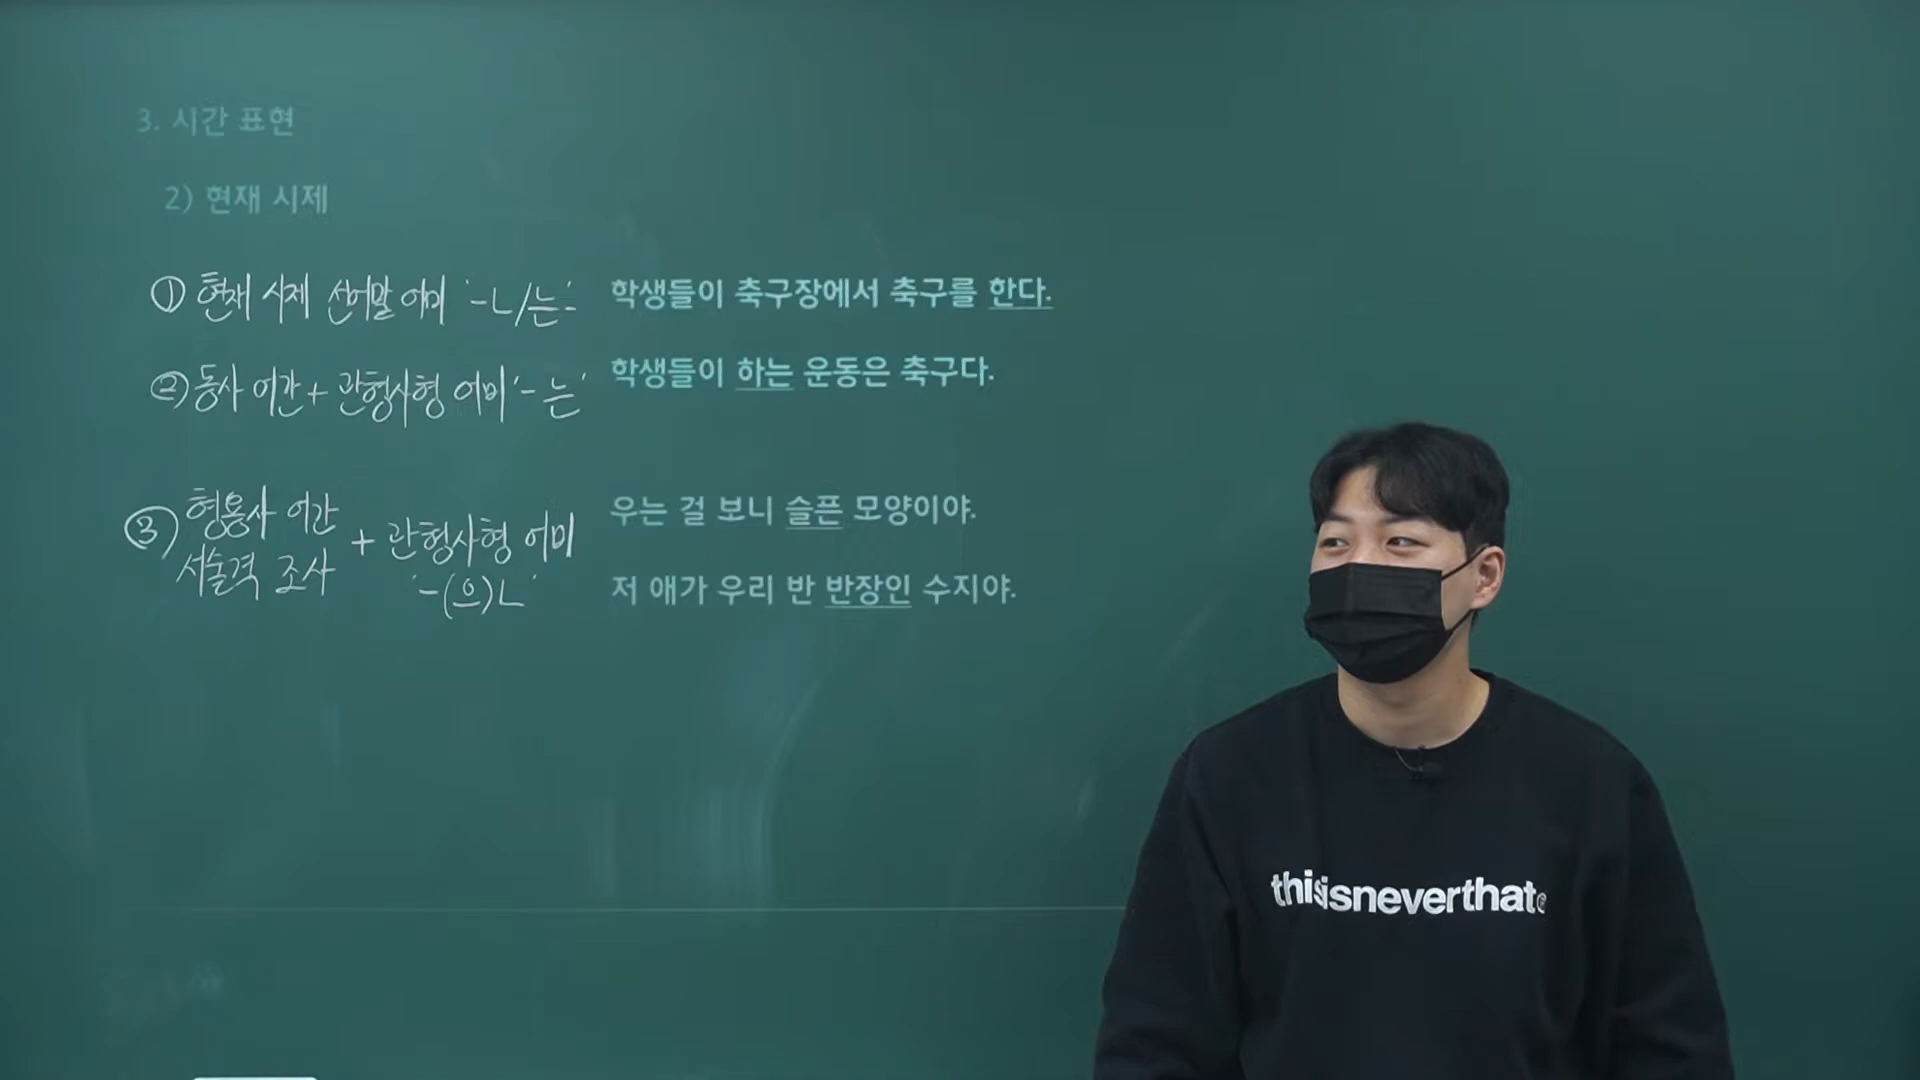 3. 시간 표현
2) 현재 시제
① 현재 시제 선어말 어미 '-ㄴ/는-'
학생들이 축구장에서 축구를 한다.
② 동사 어간 + 관형사형 어미 '-는'
학생들이 하는 운동은 축구다.
③ 형용사 어간
서술격 조사
+ 관형사형 어미
'-(으)ㄴ'
우는 걸 보니 슬픈 모양이야.
저 애가 우리 반 반장인 수지야.
thisisneverthat®